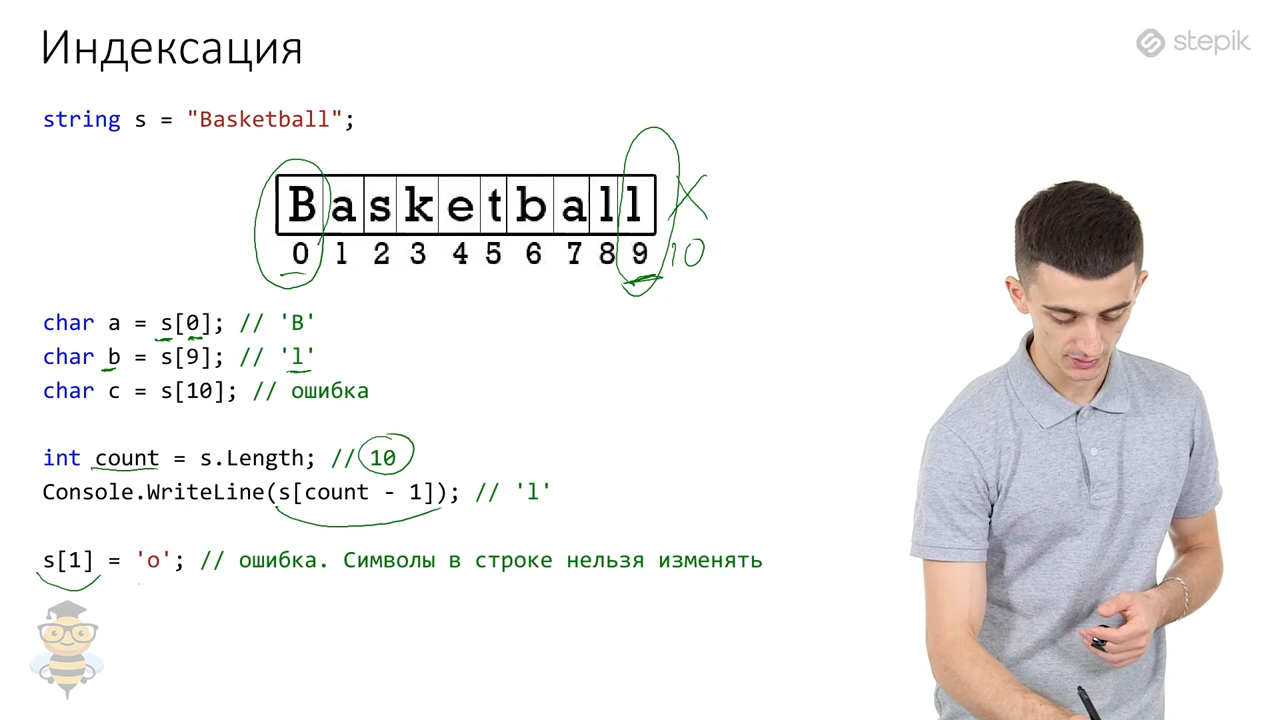 Индексация
stepik
string s = "Basketball";
Basketball X
0 1 2 3 4 5 6 7 8 9 10
char a = s[0]; // 'B'
char b = s[9]; // 'l'
char c = s[10]; // ошибка
int count = s.Length; // 10
Console.WriteLine(s[count - 1]); // 'l'
s[1] = 'o'; // ошибка. Символы в строке нельзя изменять